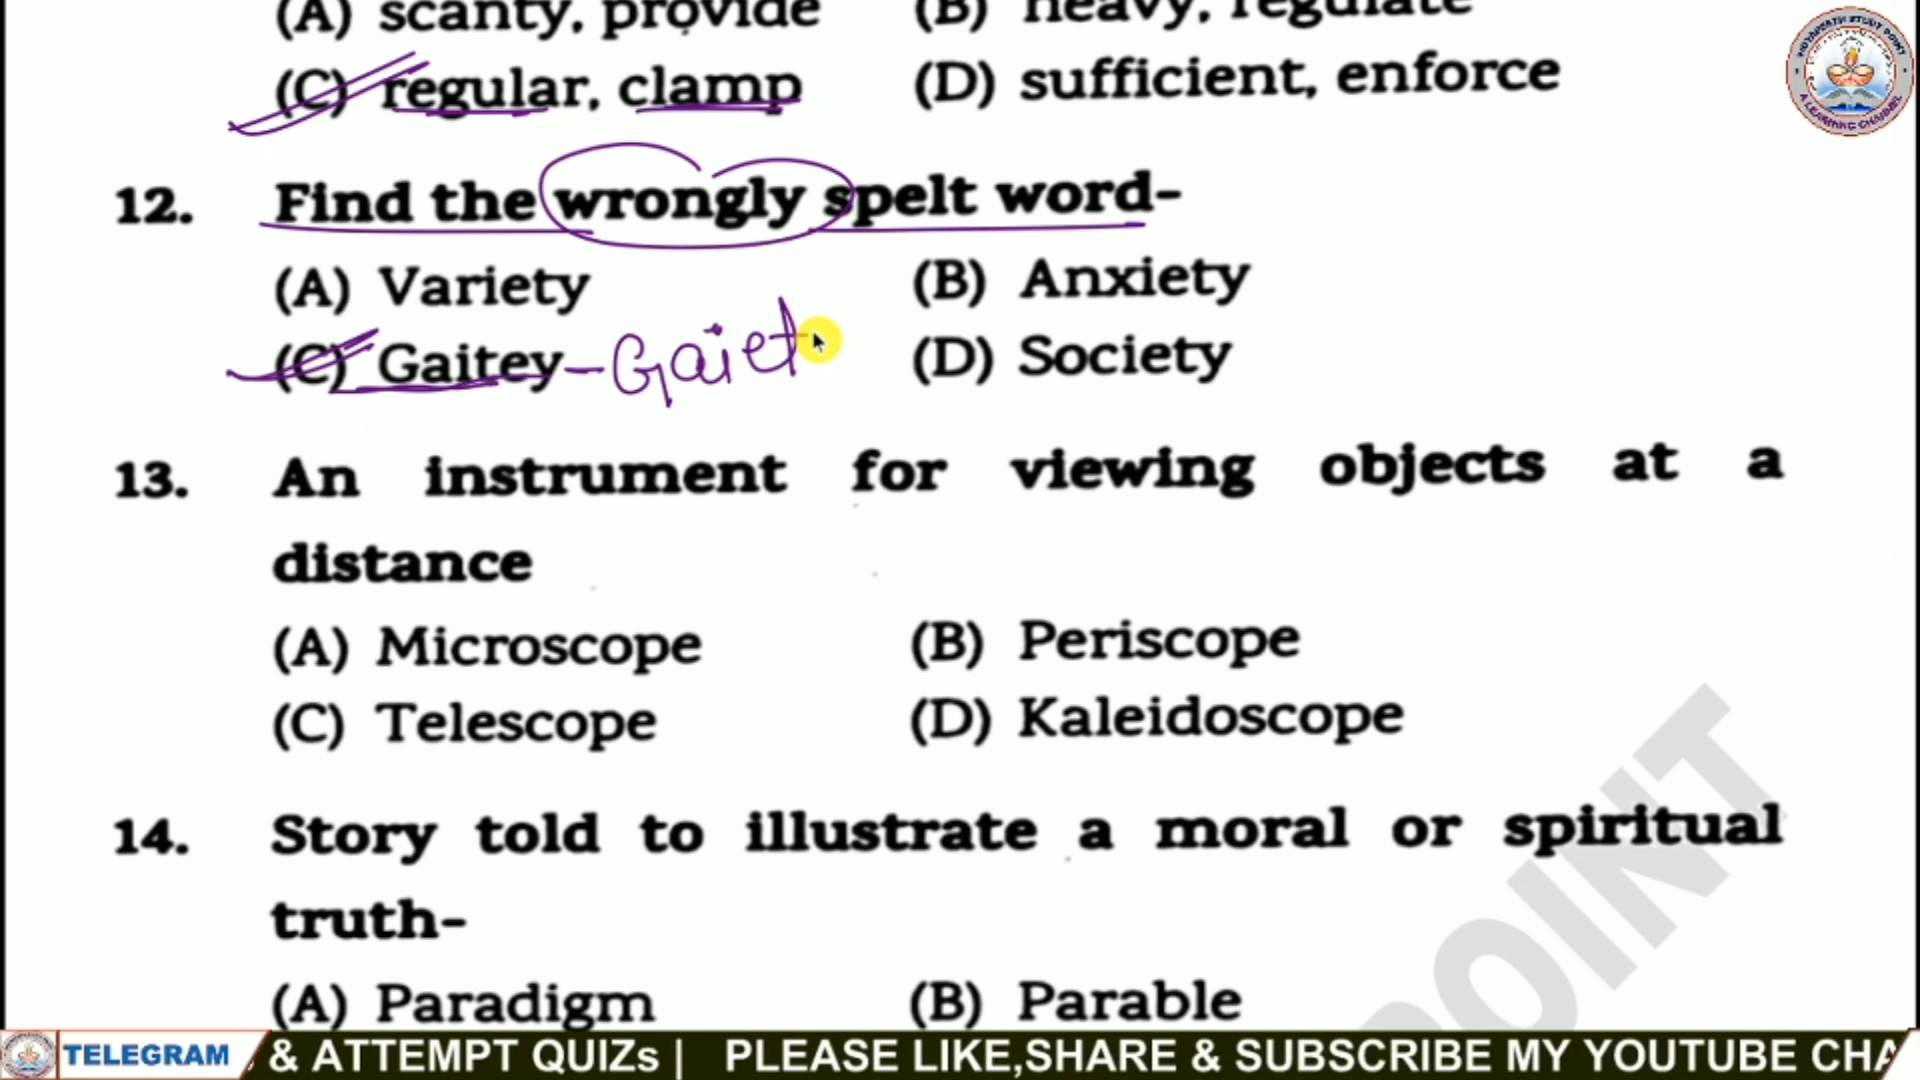 (A) scanty, provide (B) heavy, regulate
(C) regular, clamp (D) sufficient, enforce
12. Find the wrongly spelt word-
(A) Variety (B) Anxiety
(C) Gaitey - Gaiet (D) Society
13. An instrument for viewing objects at a
distance
(A) Microscope (B) Periscope
(C) Telescope (D) Kaleidoscope
14. Story told to illustrate a moral or spiritual
truth-
(A) Paradigm (B) Parable
POINT
TELEGRAM & ATTEMPT QUIZs | PLEASE LIKE,SHARE & SUBSCRIBE MY YOUTUBE CHA